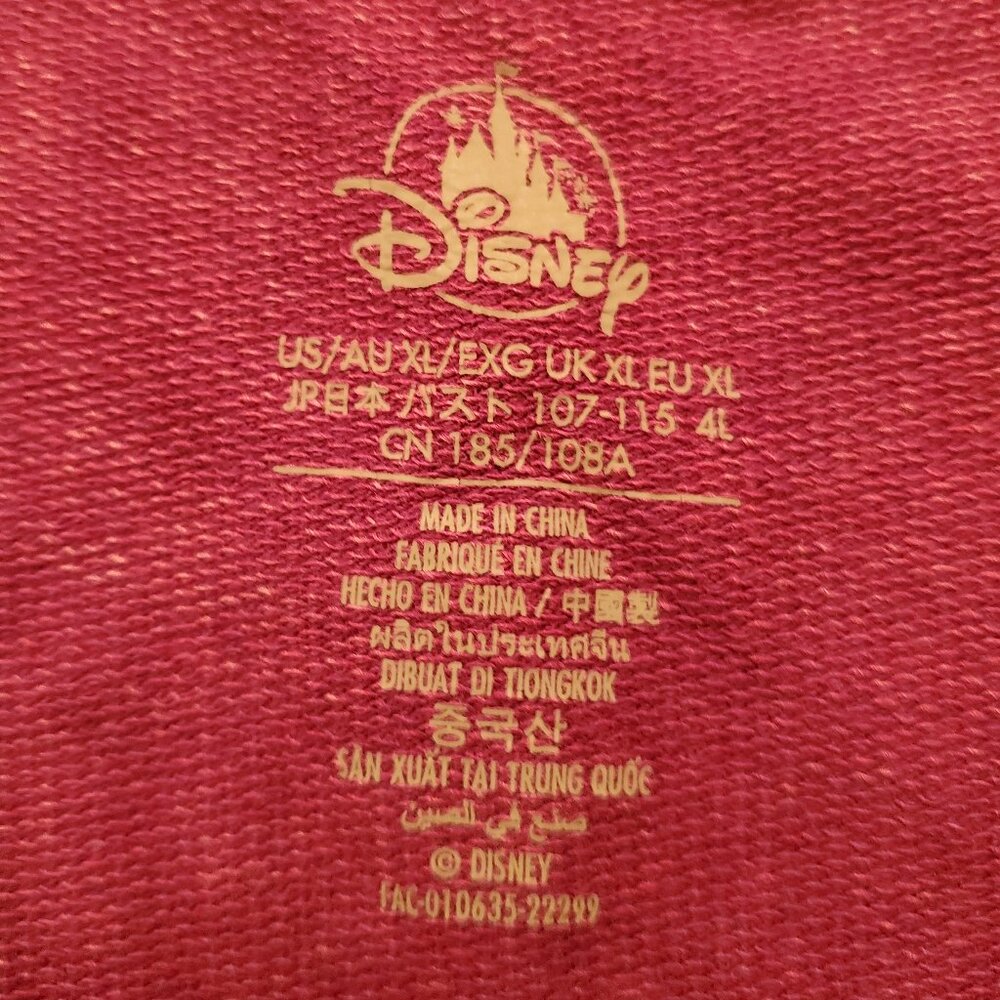 Disney
US/AU XL/EXG UK XL EU XL
JP日本 バスト 107-115 4L
CN 185/108A
MADE IN CHINA
FABRIQUÉ EN CHINE
HECHO EN CHINA / 中國製
ผลิตในประเทศจีน
DIBUAT DI TIONGKOK
중국산
SẢN XUẤT TẠI TRUNG QUỐC
صنع في الصين
© DISNEY
FAC-010635-22299